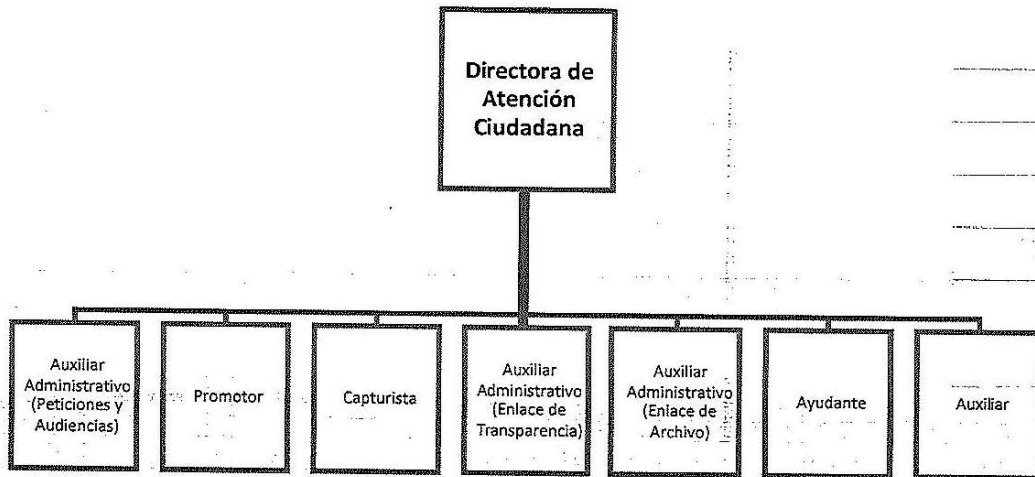 Directora de
Atención
Ciudadana
Auxiliar
Administrativo
(Peticiones y
Audiencias)
Promotor
Capturista
Auxiliar
Administrativo
(Enlace de
Transparencia)
Auxiliar
Administrativo
(Enlace de
Archivo)
Ayudante
Auxiliar